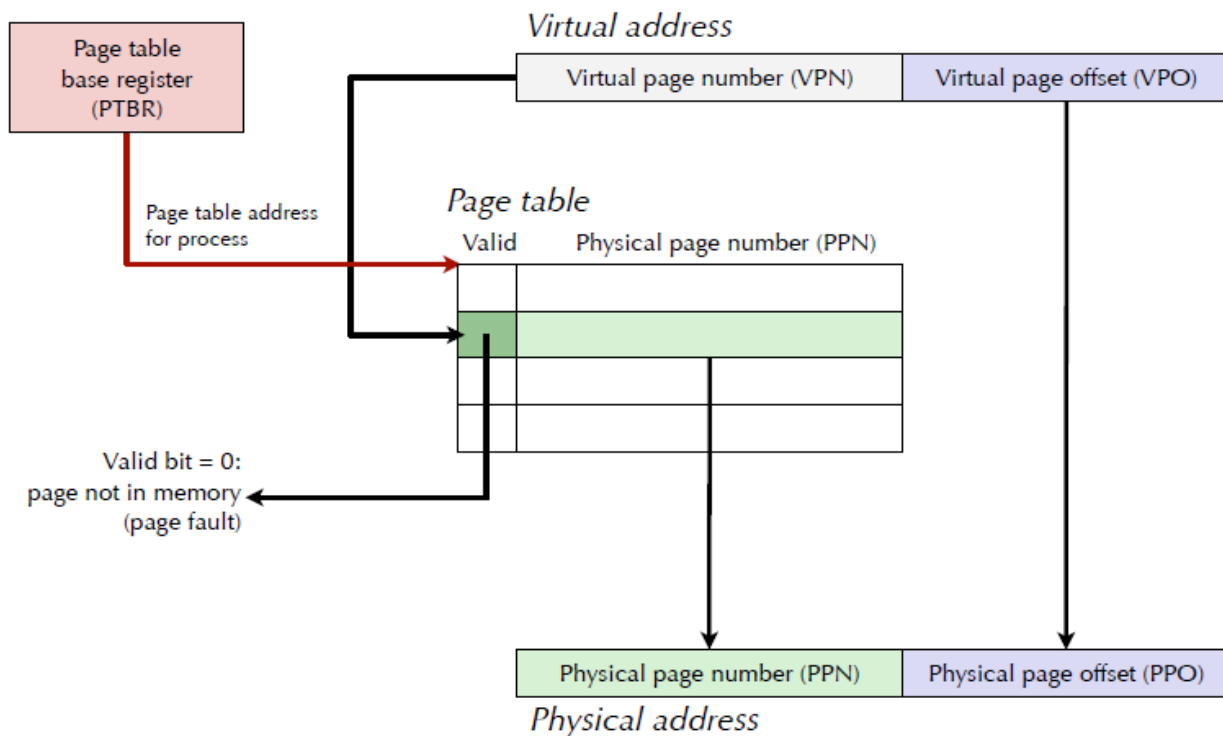 Virtual address
Page table
base register
(PTBR)
Virtual page number (VPN)
Virtual page offset (VPO)
Page table address
for process
Page table
Valid
Physical page number (PPN)
Valid bit = 0:
page not in memory
(page fault)
Physical page number (PPN)
Physical page offset (PPO)
Physical address